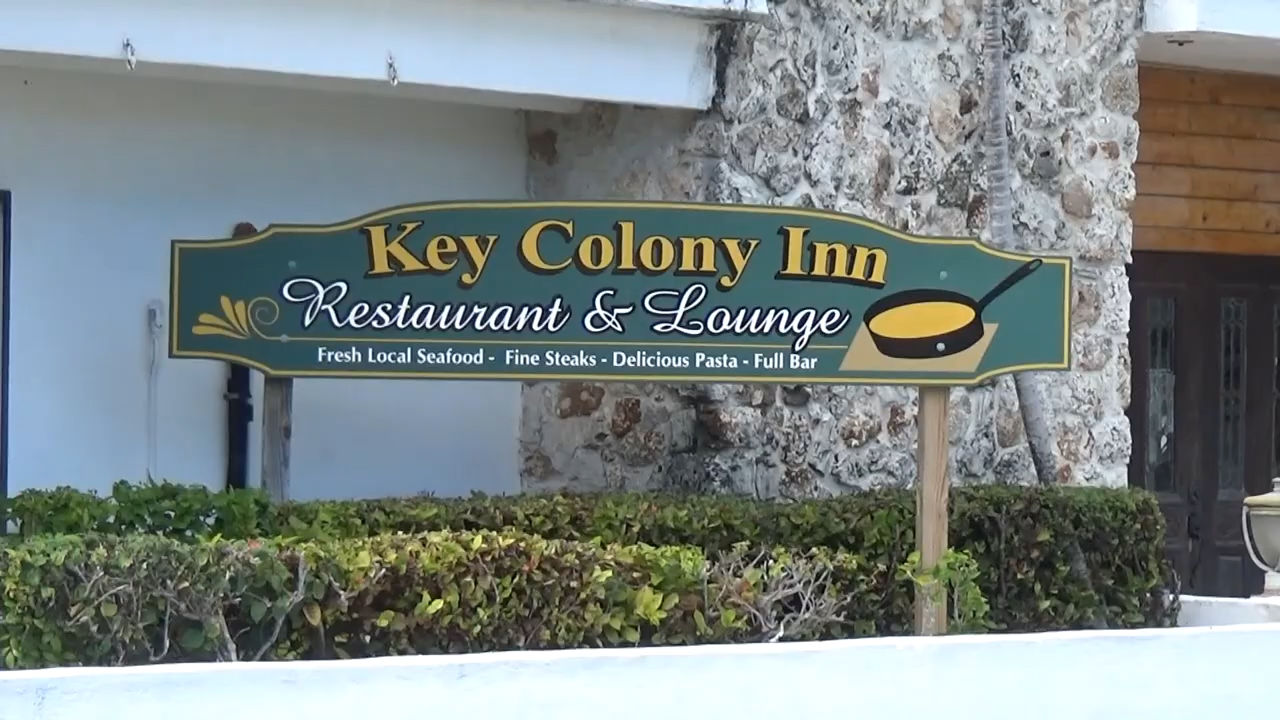 Key Colony Inn
Restaurant & Lounge
Fresh Local Seafood - Fine Steaks - Delicious Pasta - Full Bar